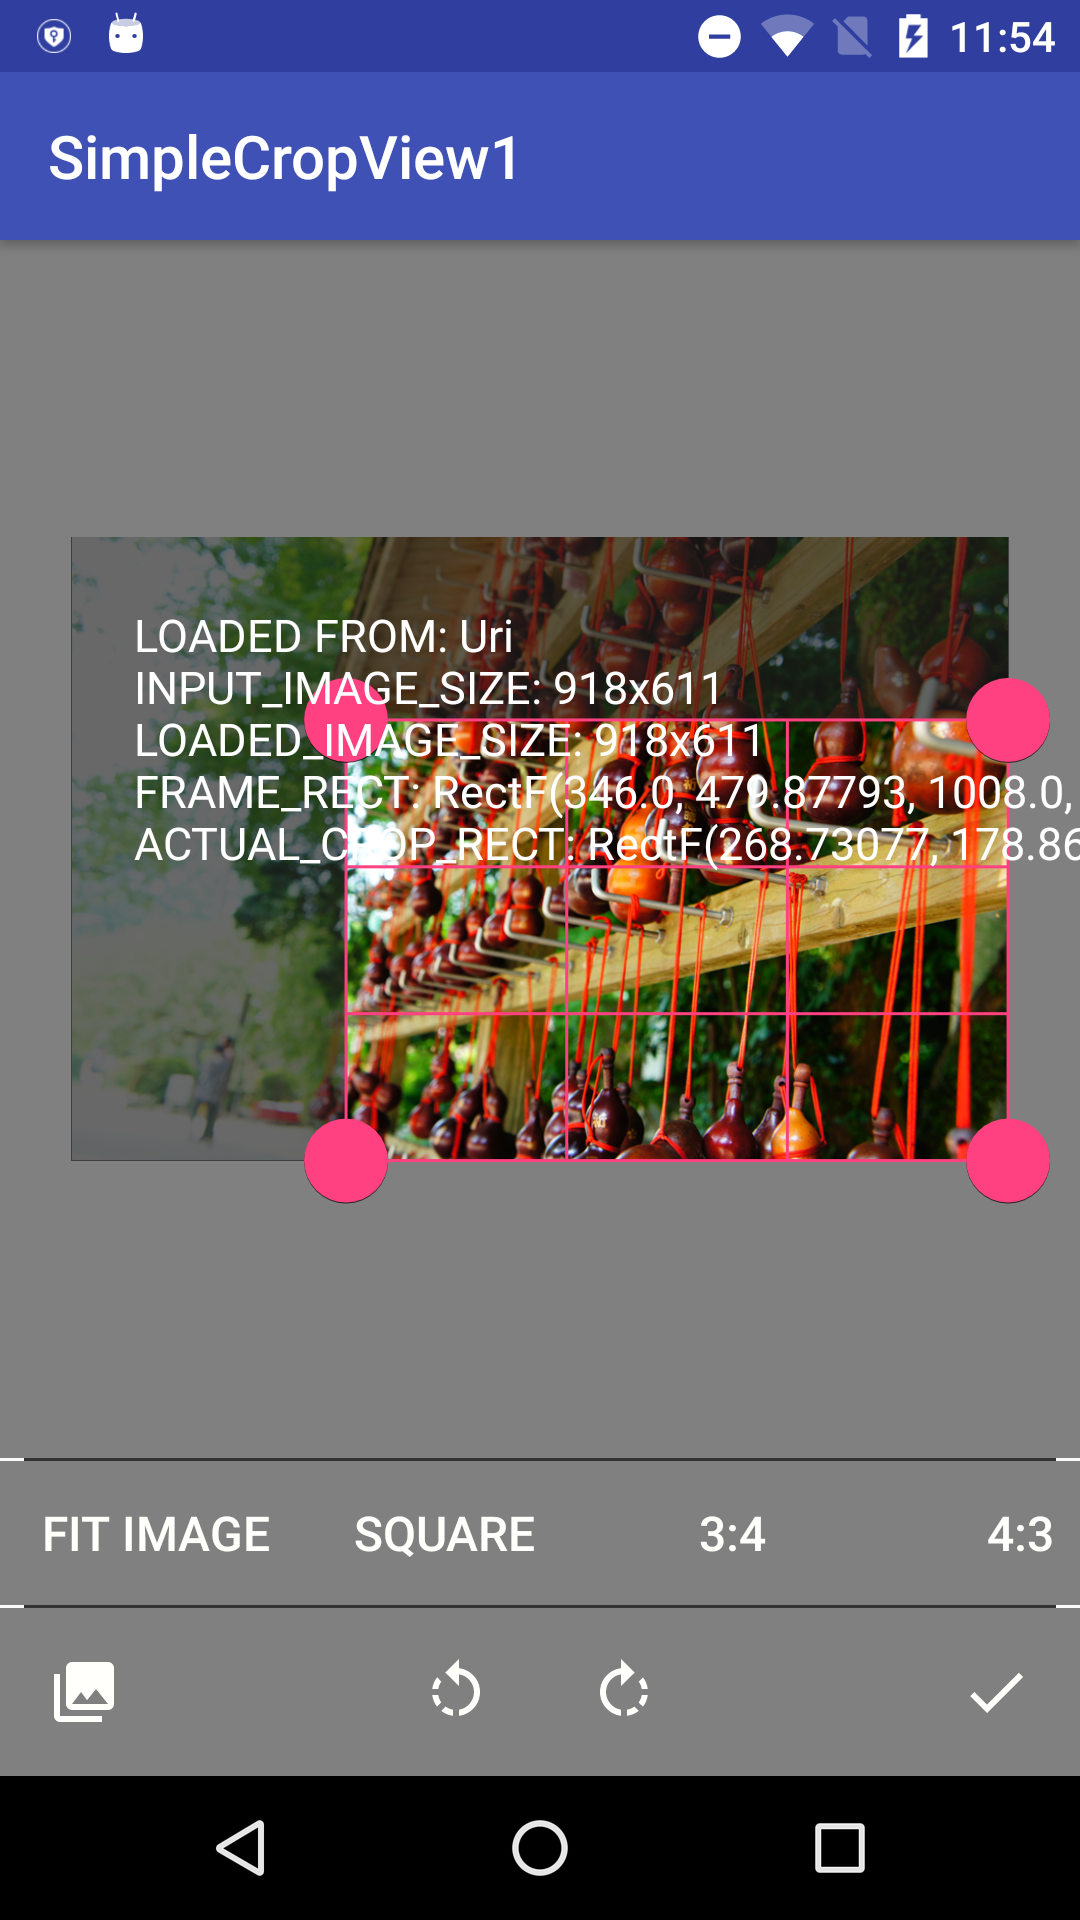 11:54
SimpleCropView1
LOADED FROM: Uri
INPUT_IMAGE_SIZE: 918x611
LOADED_IMAGE_SIZE: 918x611
FRAME_RECT: RectF(346.0, 479.87793, 1008.0,
ACTUAL_CROP_RECT: RectF(268.73077, 178.86
FIT IMAGE SQUARE 3:4 4:3